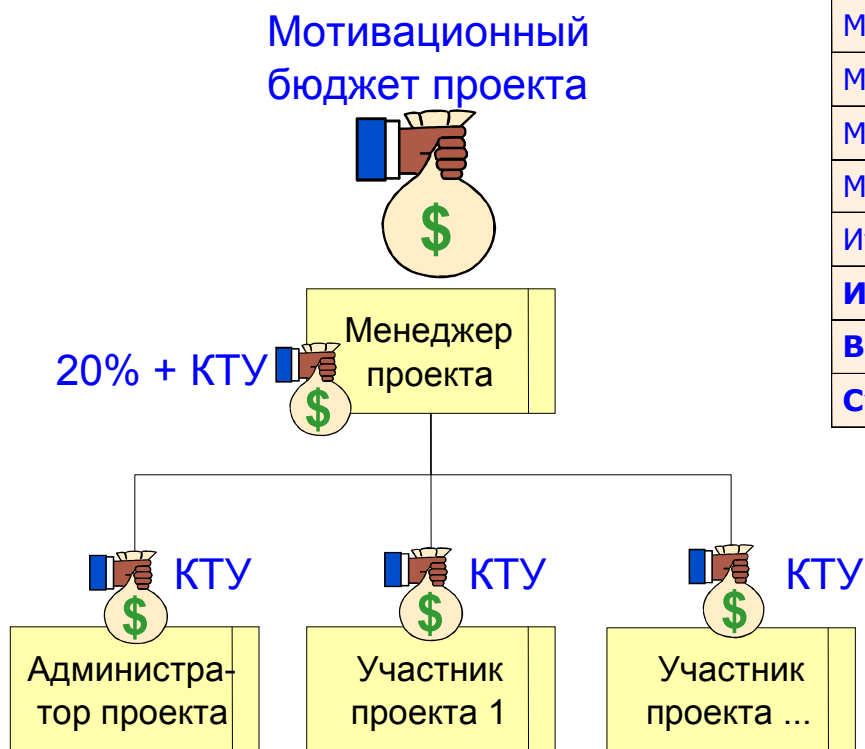 Мотивационный
бюджет проекта
$
Менеджер
проекта
20% + КТУ
$
КТУ
$
КТУ
$
КТУ
$
Администра-
тор проекта
Участник
проекта 1
Участник
проекта ...